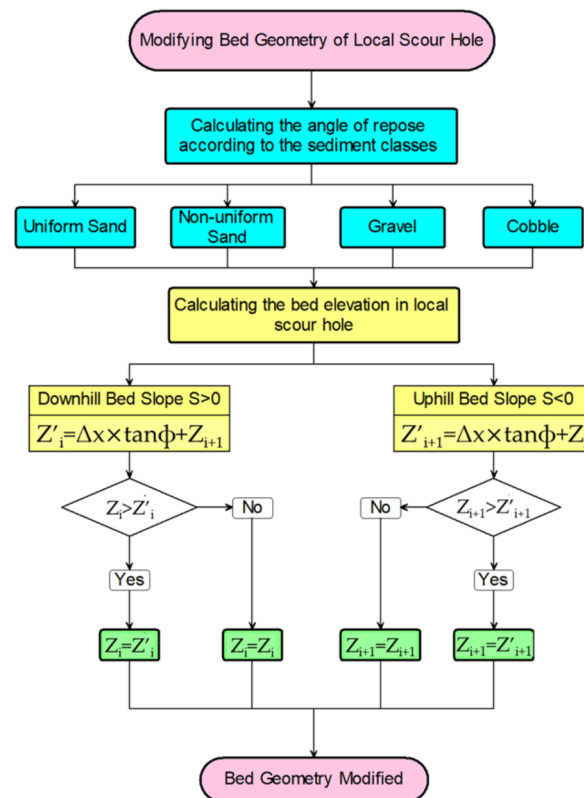 Modifying Bed Geometry of Local Scour Hole
Calculating the angle of repose
according to the sediment classes
Uniform Sand
Non-uniform
Sand
Gravel
Cobble
Calculating the bed elevation in local
scour hole
Downhill Bed Slope S>0
Z'i=Δx×tanϕ+Zi+1
Uphill Bed Slope S<0
Z'i+1=Δx×tanϕ+Z
Zi>Z'i
No
No
Zi+1>Z'i+1
Yes
Yes
Zi=Z'i
Zi=Zi
Zi+1=Zi+1
Zi+1=Z'i+1
Bed Geometry Modified